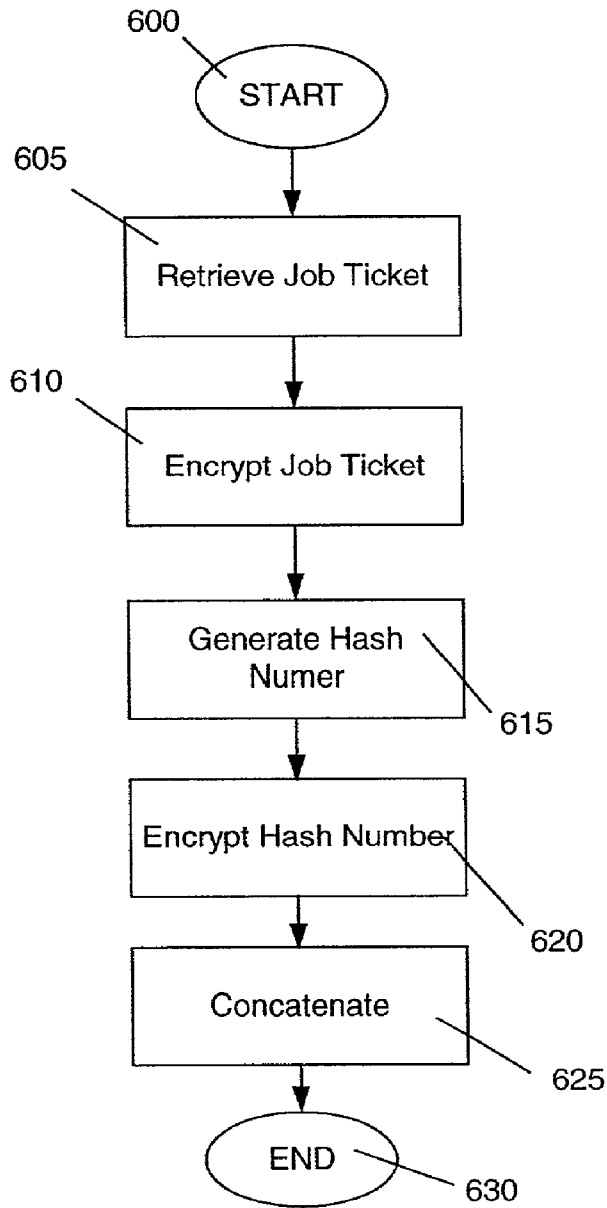 600
START
605
Retrieve Job Ticket
610
Encrypt Job Ticket
Generate Hash
Numer
615
Encrypt Hash Number
620
Concatenate
625
END
630